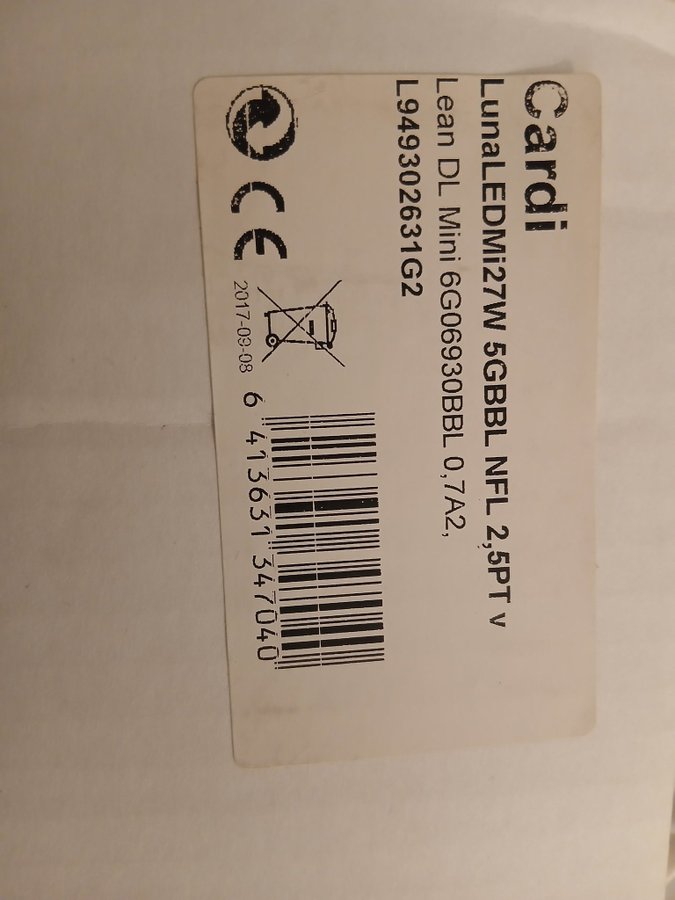 Cardi
LunaLEDMi27W 5GBBL NFL 2,5PT v
Lean DL Mini 6G06930BBL 0,7A2,
L949302631G2
CE
2017-09-08
6 413631 347040